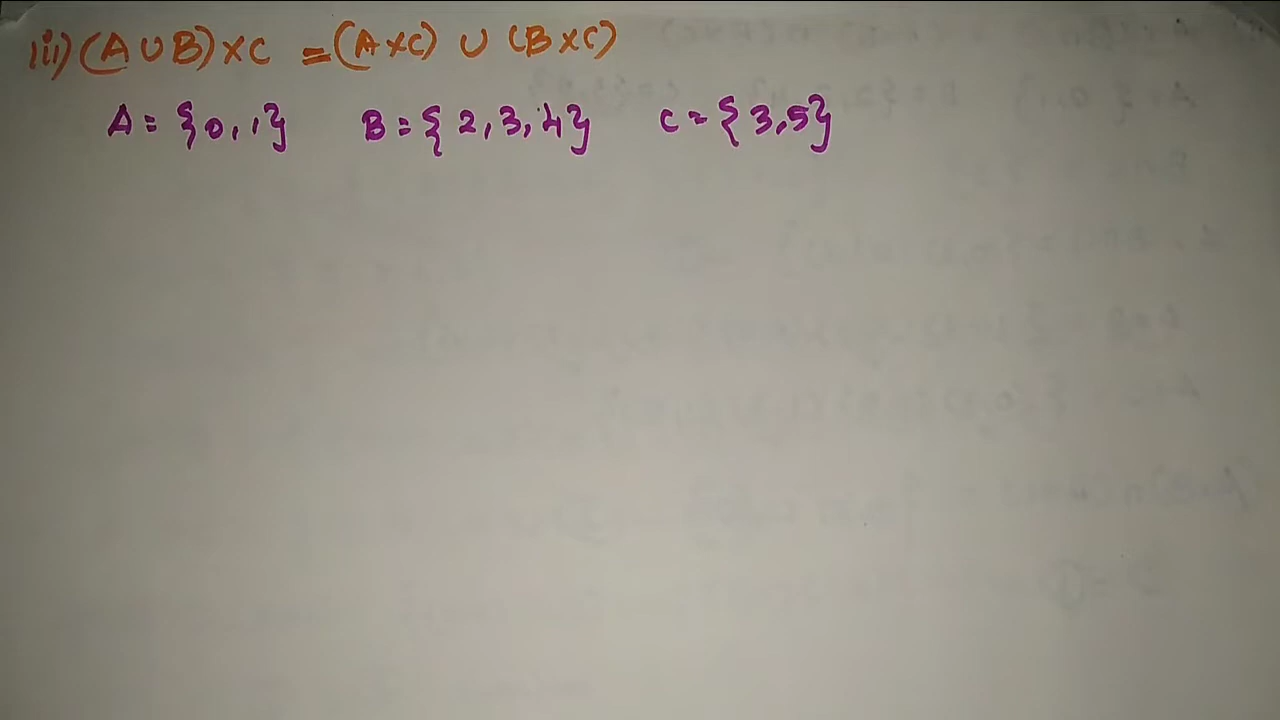 iii) (A ∪ B) × C = (A × C) ∪ (B × C)
A = {0, 1} B = {2, 3, 4} C = {3, 5}